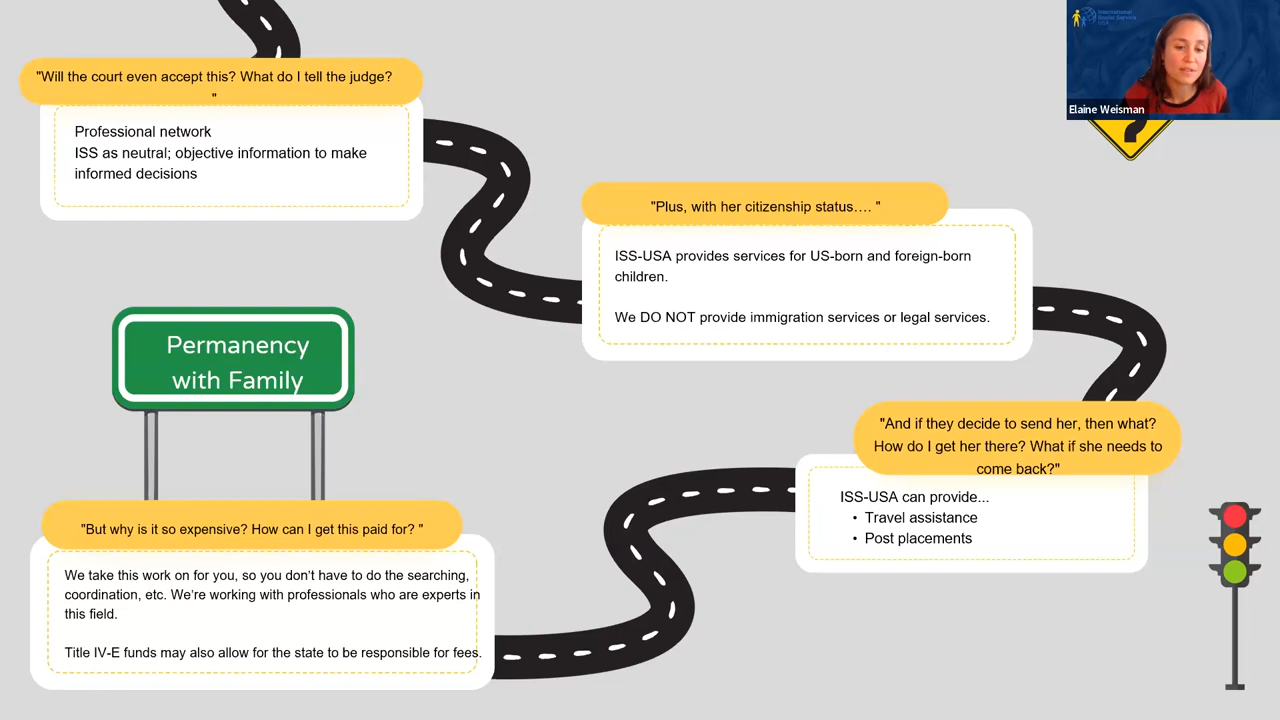 International
Social Service
USA
Elaine Weisman
"Will the court even accept this? What do I tell the judge?
"
Professional network
ISS as neutral; objective information to make
informed decisions
"Plus, with her citizenship status…. "
ISS-USA provides services for US-born and foreign-born
children.
We DO NOT provide immigration services or legal services.
Permanency
with Family
"And if they decide to send her, then what?
How do I get her there? What if she needs to
come back?"
ISS-USA can provide...
• Travel assistance
• Post placements
"But why is it so expensive? How can I get this paid for? "
We take this work on for you, so you don't have to do the searching,
coordination, etc. We're working with professionals who are experts in
this field.
Title IV-E funds may also allow for the state to be responsible for fees.